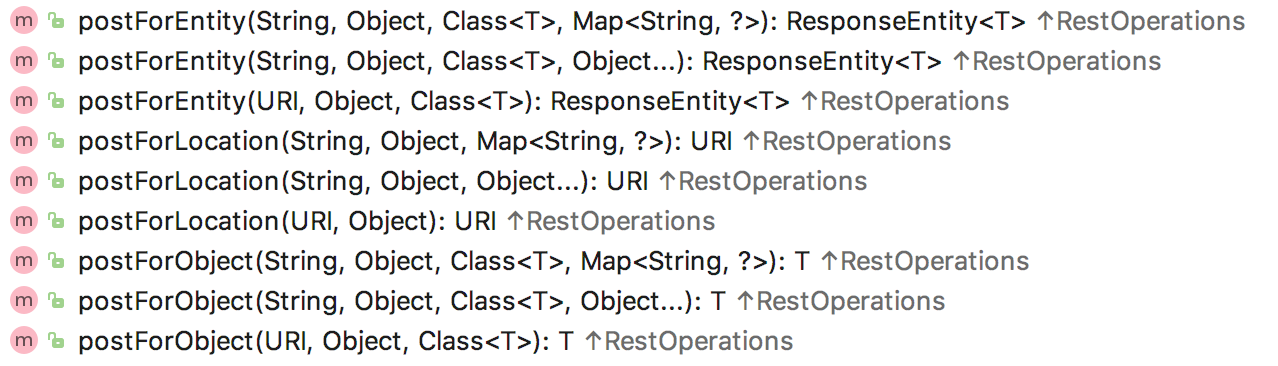 m postForEntity(String, Object, Class<T>, Map<String, ?>): ResponseEntity<T> ↑RestOperations
m postForEntity(String, Object, Class<T>, Object...): ResponseEntity<T> ↑RestOperations
m postForEntity(URI, Object, Class<T>): ResponseEntity<T> ↑RestOperations
m postForLocation(String, Object, Map<String, ?>): URI ↑RestOperations
m postForLocation(String, Object, Object...): URI ↑RestOperations
m postForLocation(URI, Object): URI ↑RestOperations
m postForObject(String, Object, Class<T>, Map<String, ?>): T ↑RestOperations
m postForObject(String, Object, Class<T>, Object...): T ↑RestOperations
m postForObject(URI, Object, Class<T>): T ↑RestOperations